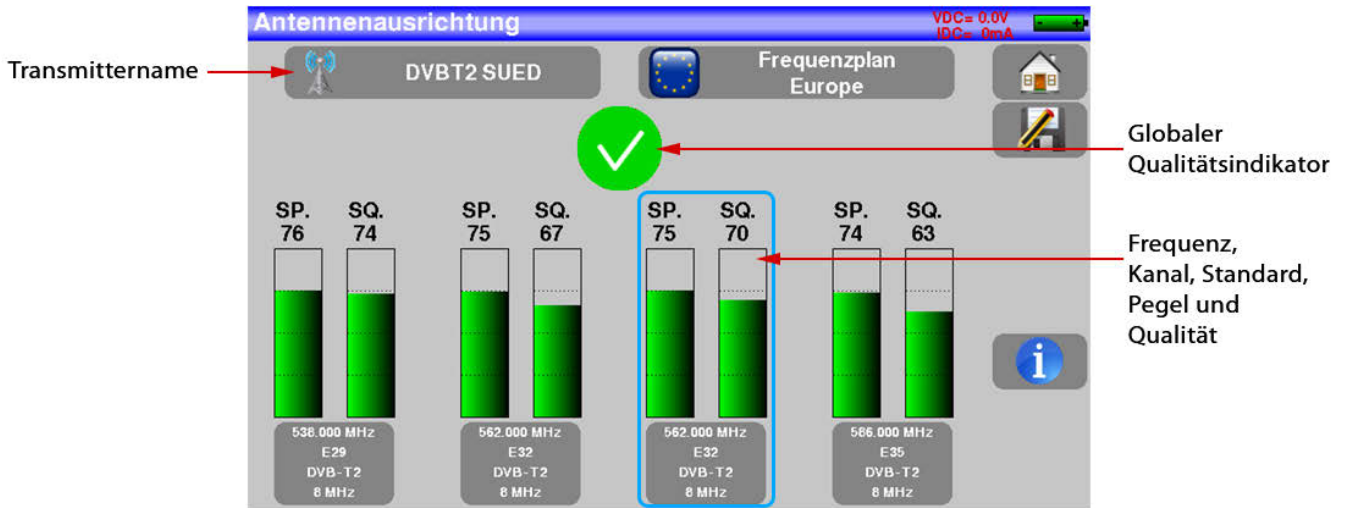 Antennenausrichtung
VDC= 0.0V
IDC= 0mA
- +
Transmittername
DVBT2 SUED
Frequenzplan
Europe
Globaler
Qualitätsindikator
SP. SQ. SP. SQ. SP. SQ. SP. SQ.
76 74 75 67 75 70 74 63
Frequenz,
Kanal, Standard,
Pegel und
Qualität
i
538.000 MHz
E29
DVB-T2
8 MHz
562.000 MHz
E32
DVB-T2
8 MHz
562.000 MHz
E32
DVB-T2
8 MHz
586.000 MHz
E35
DVB-T2
8 MHz